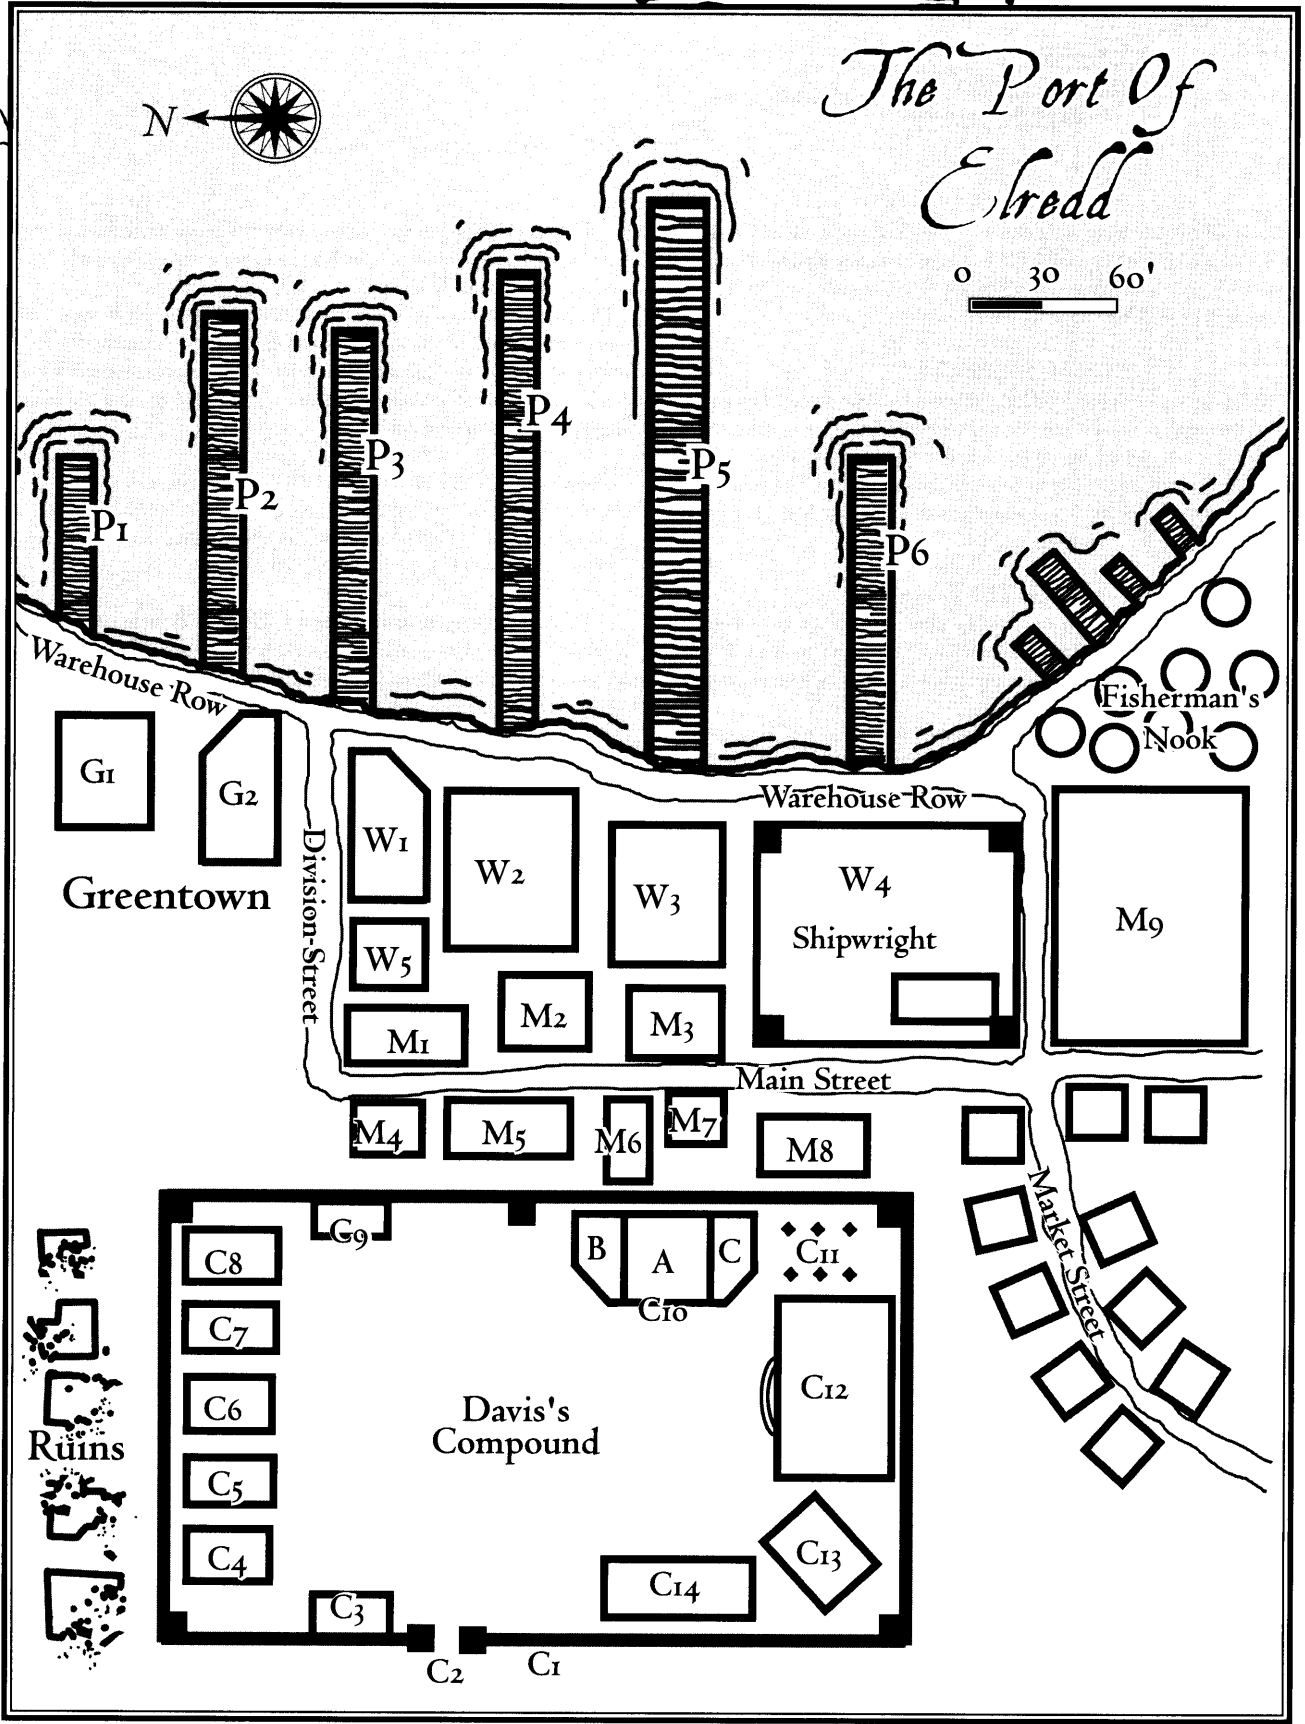 The Port Of
Elredd
N
0 30 60'
P1
P2
P3
P4
P5
P6
Warehouse Row
Fisherman's
Nook
G1
G2
Greentown
Division Street
Warehouse Row
W1
W2
W3
W4
Shipwright
W5
M9
M1
M2
M3
Main Street
M4
M5
M6
M7
M8
Market Street
C9
C8
B
A
C
C11
C10
C7
C6
C12
Davis's
Compound
Ruins
C5
C4
C13
C14
C3
C2
C1